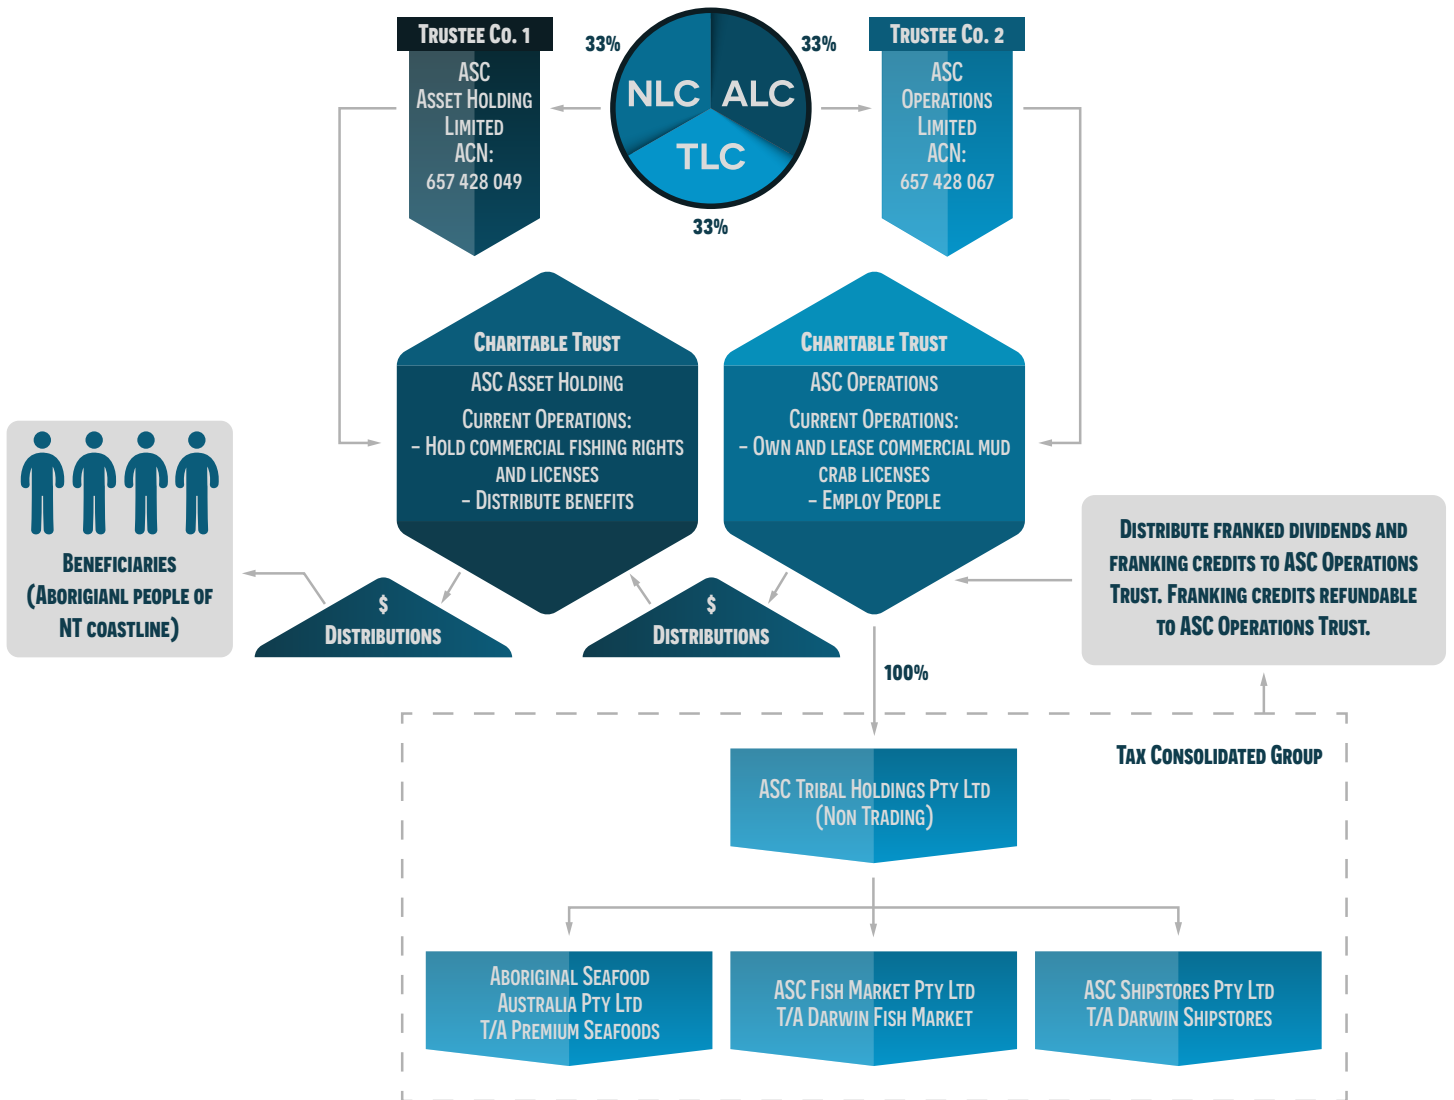 TRUSTEE CO. 1
ASC
ASSET HOLDING
LIMITED
ACN:
657 428 049
33%
33%
NLC
ALC
TLC
33%
TRUSTEE CO. 2
ASC
OPERATIONS
LIMITED
ACN:
657 428 067
CHARITABLE TRUST
ASC ASSET HOLDING
CURRENT OPERATIONS:
– HOLD COMMERCIAL FISHING RIGHTS
AND LICENSES
– DISTRIBUTE BENEFITS
CHARITABLE TRUST
ASC OPERATIONS
CURRENT OPERATIONS:
– OWN AND LEASE COMMERCIAL MUD
CRAB LICENSES
– EMPLOY PEOPLE
BENEFICIARIES
(ABORIGIANL PEOPLE OF
NT COASTLINE)
$
DISTRIBUTIONS
$
DISTRIBUTIONS
DISTRIBUTE FRANKED DIVIDENDS AND
FRANKING CREDITS TO ASC OPERATIONS
TRUST. FRANKING CREDITS REFUNDABLE
TO ASC OPERATIONS TRUST.
100%
TAX CONSOLIDATED GROUP
ASC TRIBAL HOLDINGS PTY LTD
(NON TRADING)
ABORIGINAL SEAFOOD
AUSTRALIA PTY LTD
T/A PREMIUM SEAFOODS
ASC FISH MARKET PTY LTD
T/A DARWIN FISH MARKET
ASC SHIPSTORES PTY LTD
T/A DARWIN SHIPSTORES